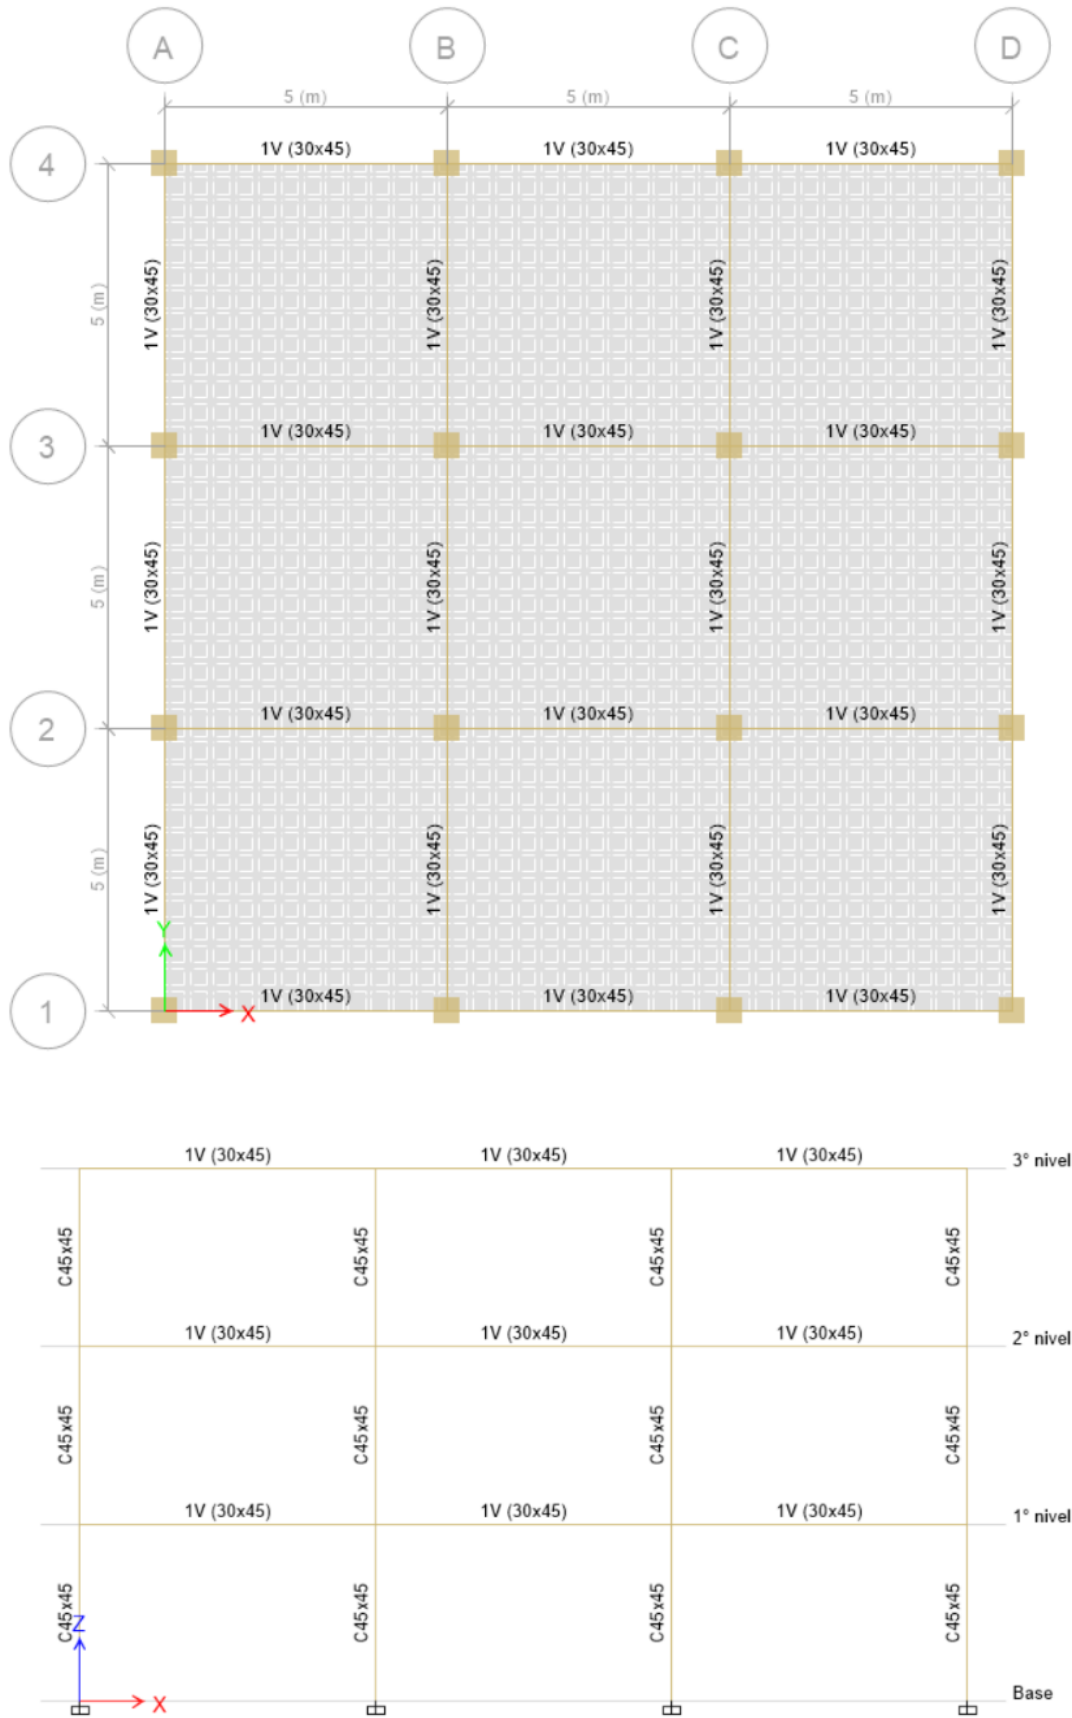 A B C D
5 (m) 5 (m) 5 (m)
4
1V (30x45) 1V (30x45) 1V (30x45)
5 (m)
1V (30x45) 1V (30x45) 1V (30x45) 1V (30x45)
3
1V (30x45) 1V (30x45) 1V (30x45)
5 (m)
1V (30x45) 1V (30x45) 1V (30x45) 1V (30x45)
2
1V (30x45) 1V (30x45) 1V (30x45)
5 (m)
1V (30x45) 1V (30x45) 1V (30x45) 1V (30x45)
Y
1
1V (30x45) 1V (30x45) 1V (30x45)
X
1V (30x45) 1V (30x45) 1V (30x45) 3° nivel
C45x45 C45x45 C45x45 C45x45
1V (30x45) 1V (30x45) 1V (30x45) 2° nivel
C45x45 C45x45 C45x45 C45x45
1V (30x45) 1V (30x45) 1V (30x45) 1° nivel
C45x45 C45x45 C45x45 C45x45
Z
X
Base